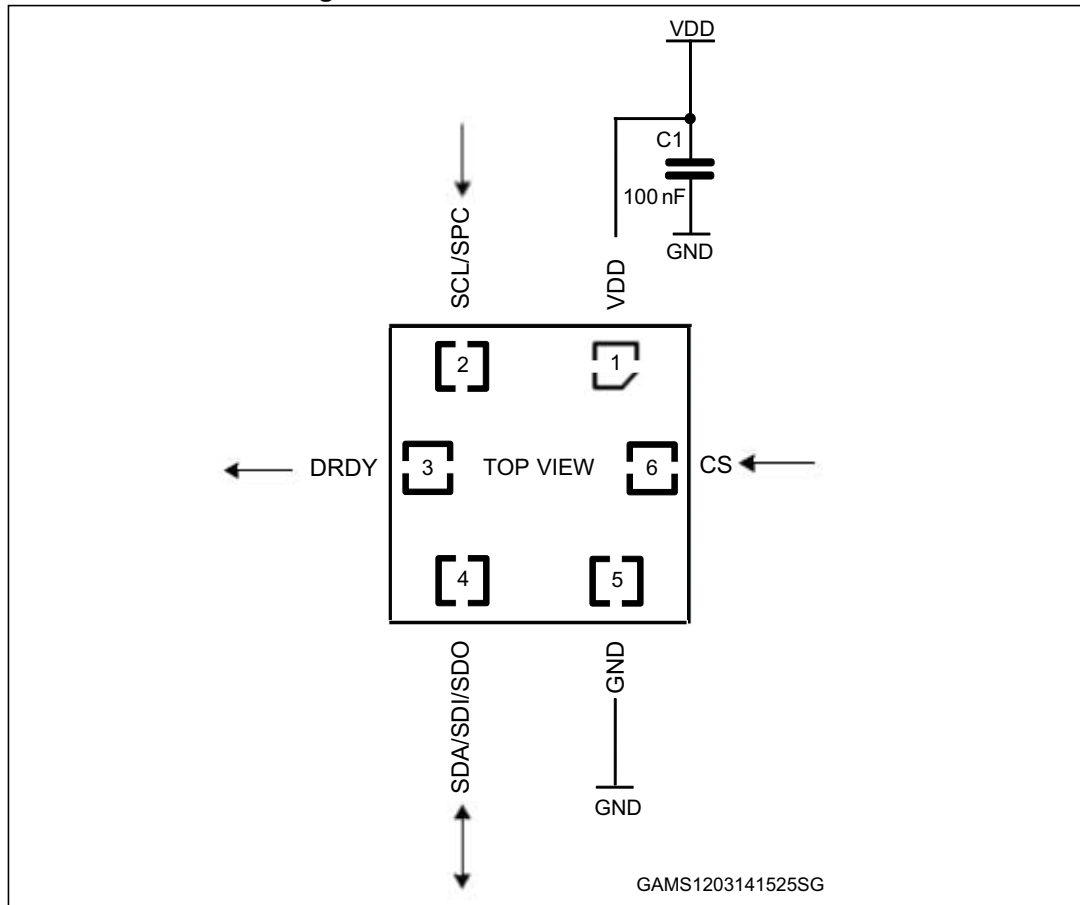 g
VDD
C1
100 nF
GND
SCL/SPC
VDD
2
1
DRDY
3
TOP VIEW
6
CS
4
5
SDA/SDI/SDO
GND
GND
GAMS1203141525SG